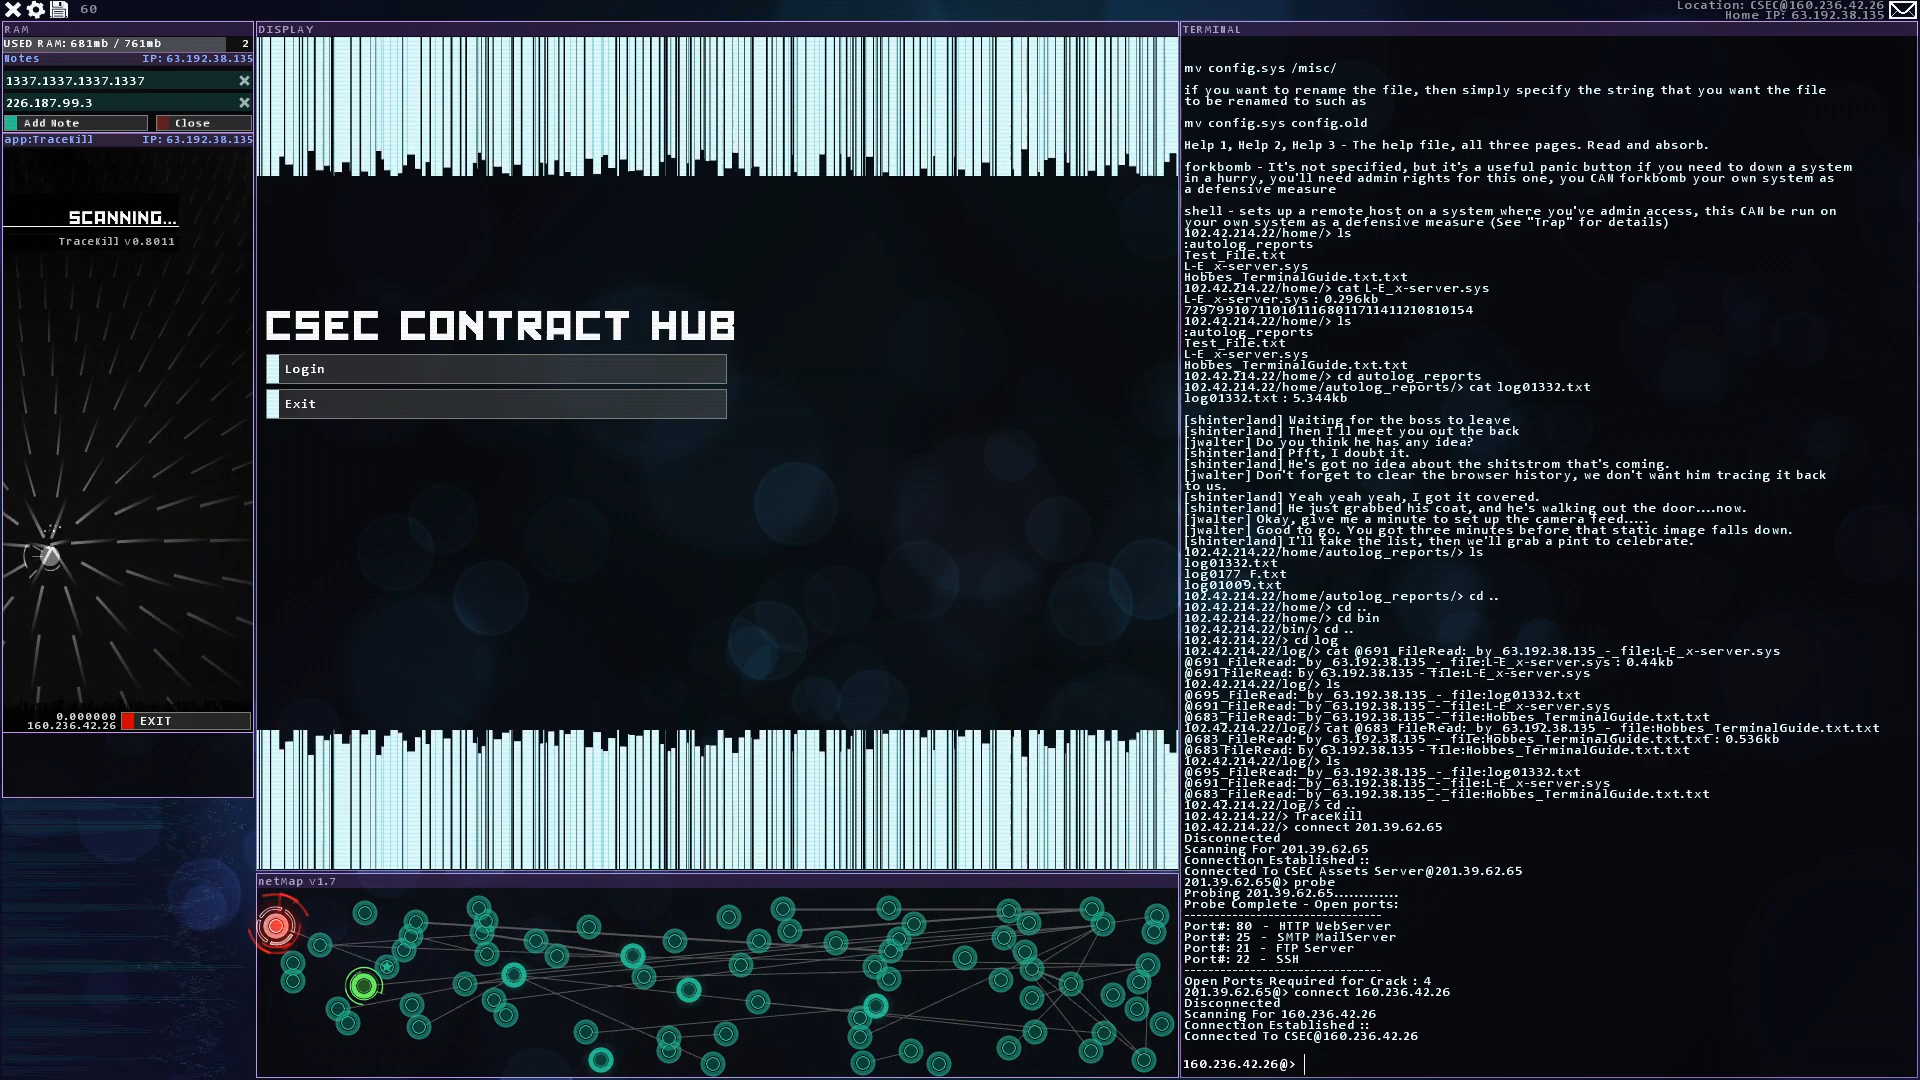 60
Location: CSEC@160.236.42.26
Home IP: 63.192.38.135
RAM
USED RAM: 681mb / 761mb 2
Notes IP: 63.192.38.135
1337.1337.1337.1337
226.187.99.3
Add Note Close
app:TraceKill IP: 63.192.38.135
SCANNING...
TraceKill v0.8011
0.000000
160.236.42.26
EXIT
DISPLAY
CSEC CONTRACT HUB
Login
Exit
netMap v1.7
TERMINAL
mv config.sys /misc/
if you want to rename the file, then simply specify the string that you want the file
to be renamed to such as
mv config.sys config.old
Help 1, Help 2, Help 3 - The help file, all three pages. Read and absorb.
forkbomb - It's not specified, but it's a useful panic button if you need to down a system
in a hurry, you'll need admin rights for this one, you CAN forkbomb your own system as
a defensive measure
shell - sets up a remote host on a system where you've admin access, this CAN be run on
your own system as a defensive measure (See "Trap" for details)
102.42.214.22/home/> ls
:autolog_reports
Test_File.txt
L-E_x-server.sys
Hobbes_TerminalGuide.txt.txt
102.42.214.22/home/> cat L-E_x-server.sys
L-E_x-server.sys : 0.296kb
7297991071101011168011711411210810154
102.42.214.22/home/> ls
:autolog_reports
Test_File.txt
L-E_x-server.sys
Hobbes_TerminalGuide.txt.txt
102.42.214.22/home/> cd autolog_reports
102.42.214.22/home/autolog_reports/> cat log01332.txt
log01332.txt : 5.344kb
[shinterland] Waiting for the boss to leave
[shinterland] Then I'll meet you out the back
[jwalter] Do you think he has any idea?
[shinterland] Pfft, I doubt it.
[shinterland] He's got no idea about the shitstrom that's coming.
[jwalter] Don't forget to clear the browser history, we don't want him tracing it back
to us.
[shinterland] Yeah yeah yeah, I got it covered.
[shinterland] He just grabbed his coat, and he's walking out the door....now.
[jwalter] Okay, give me a minute to set up the camera feed.....
[jwalter] Good to go. You got three minutes before that static image falls down.
[shinterland] I'll take the list, then we'll grab a pint to celebrate.
102.42.214.22/home/autolog_reports/> ls
log01332.txt
log0177_F.txt
log01009.txt
102.42.214.22/home/autolog_reports/> cd ..
102.42.214.22/home/> cd ..
102.42.214.22/home/> cd bin
102.42.214.22/bin/> cd ..
102.42.214.22/> cd log
102.42.214.22/log/> cat @691_FileRead:_by_63.192.38.135_-_file:L-E_x-server.sys
@691_FileRead:_by_63.192.38.135_-_file:L-E_x-server.sys : 0.44kb
@691 FileRead: by 63.192.38.135 - file:L-E_x-server.sys
102.42.214.22/log/> ls
@695_FileRead:_by_63.192.38.135_-_file:log01332.txt
@691_FileRead:_by_63.192.38.135_-_file:L-E_x-server.sys
@683_FileRead:_by_63.192.38.135_-_file:Hobbes_TerminalGuide.txt.txt
102.42.214.22/log/> cat @683_FileRead:_by_63.192.38.135_-_file:Hobbes_TerminalGuide.txt.txt
@683_FileRead:_by_63.192.38.135_-_file:Hobbes_TerminalGuide.txt.txt : 0.536kb
@683 FileRead: by 63.192.38.135 - file:Hobbes_TerminalGuide.txt.txt
102.42.214.22/log/> ls
@695_FileRead:_by_63.192.38.135_-_file:log01332.txt
@691_FileRead:_by_63.192.38.135_-_file:L-E_x-server.sys
@683_FileRead:_by_63.192.38.135_-_file:Hobbes_TerminalGuide.txt.txt
102.42.214.22/log/> cd ..
102.42.214.22/> TraceKill
102.42.214.22/> connect 201.39.62.65
Disconnected
Scanning For 201.39.62.65
Connection Established ::
Connected To CSEC Assets Server@201.39.62.65
201.39.62.65@> probe
Probing 201.39.62.65.............
Probe Complete - Open ports:
---------------------------------
Port#: 80 - HTTP WebServer
Port#: 25 - SMTP MailServer
Port#: 21 - FTP Server
Port#: 22 - SSH
---------------------------------
Open Ports Required for Crack : 4
201.39.62.65@> connect 160.236.42.26
Disconnected
Scanning For 160.236.42.26
Connection Established ::
Connected To CSEC@160.236.42.26
160.236.42.26@>